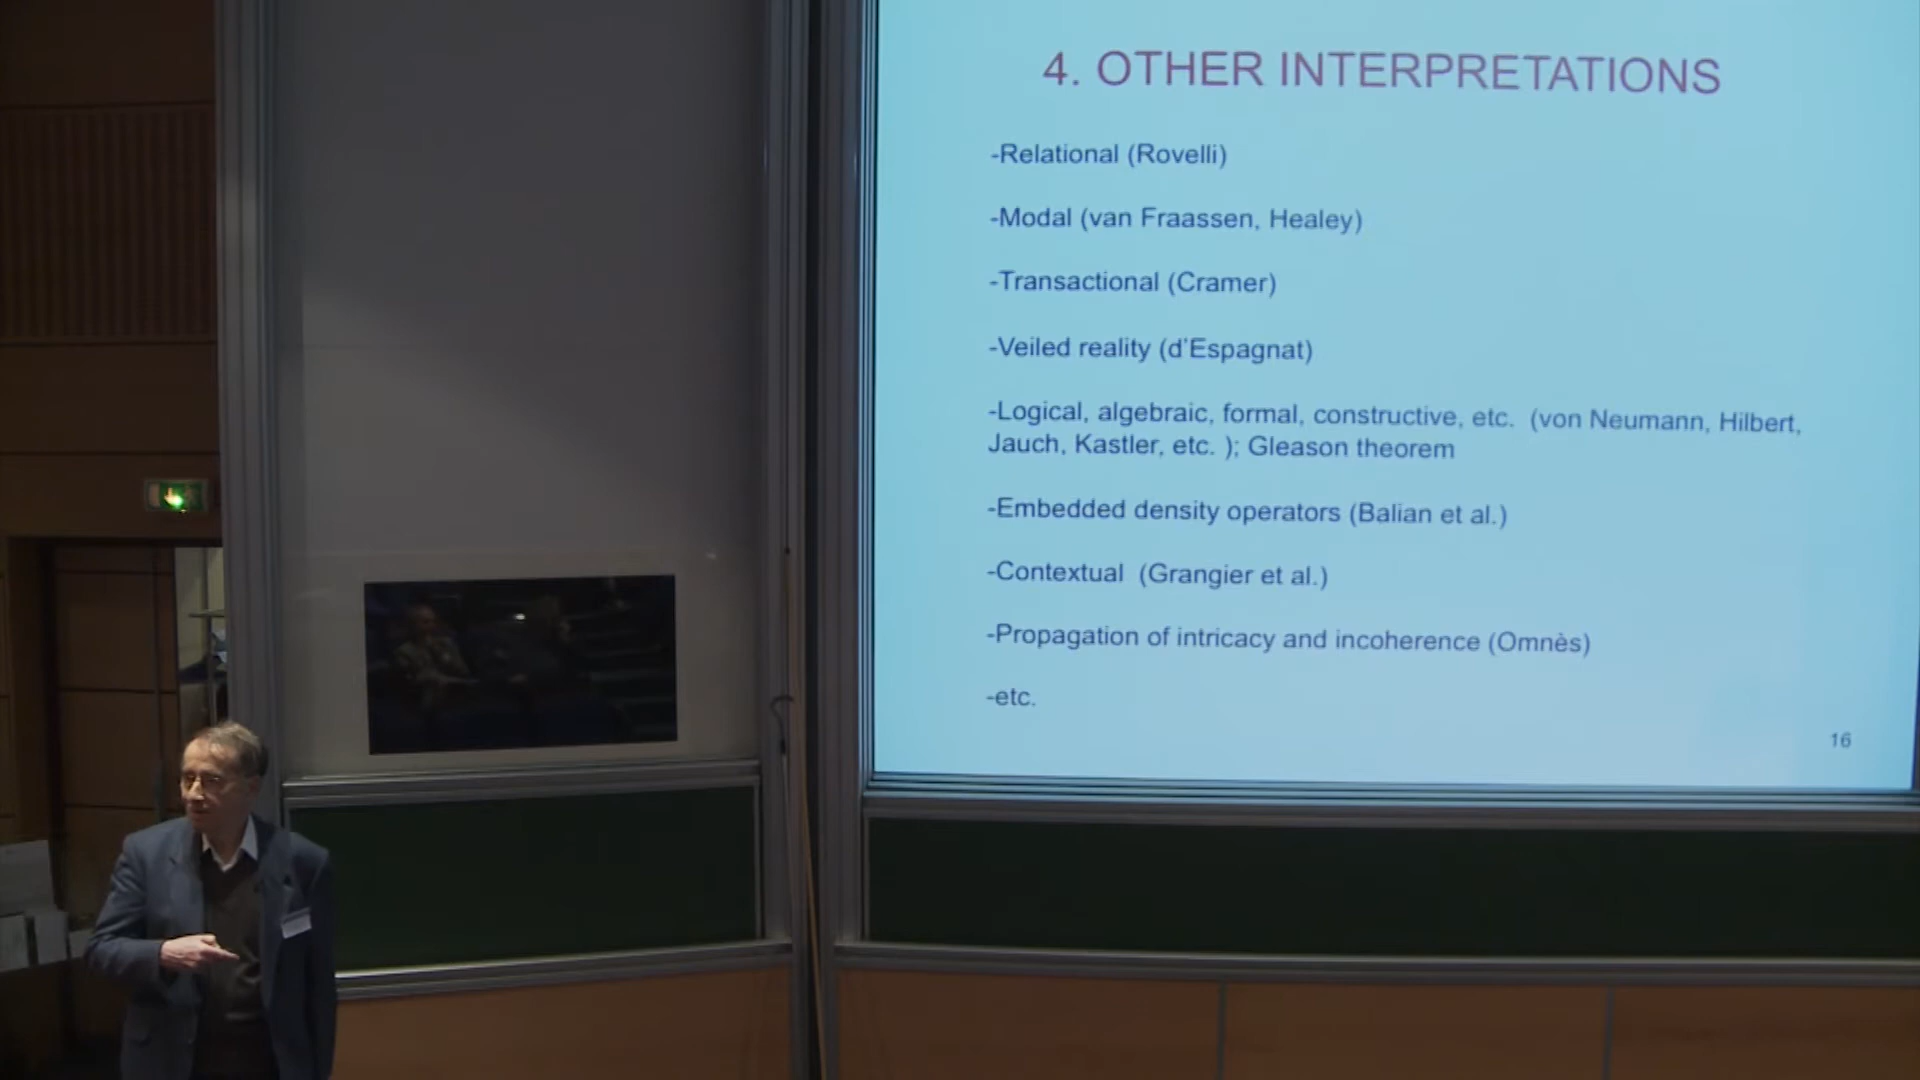 4. OTHER INTERPRETATIONS
-Relational (Rovelli)
-Modal (van Fraassen, Healey)
-Transactional (Cramer)
-Veiled reality (d'Espagnat)
-Logical, algebraic, formal, constructive, etc. (von Neumann, Hilbert,
Jauch, Kastler, etc. ); Gleason theorem
-Embedded density operators (Balian et al.)
-Contextual (Grangier et al.)
-Propagation of intricacy and incoherence (Omnès)
-etc.
16